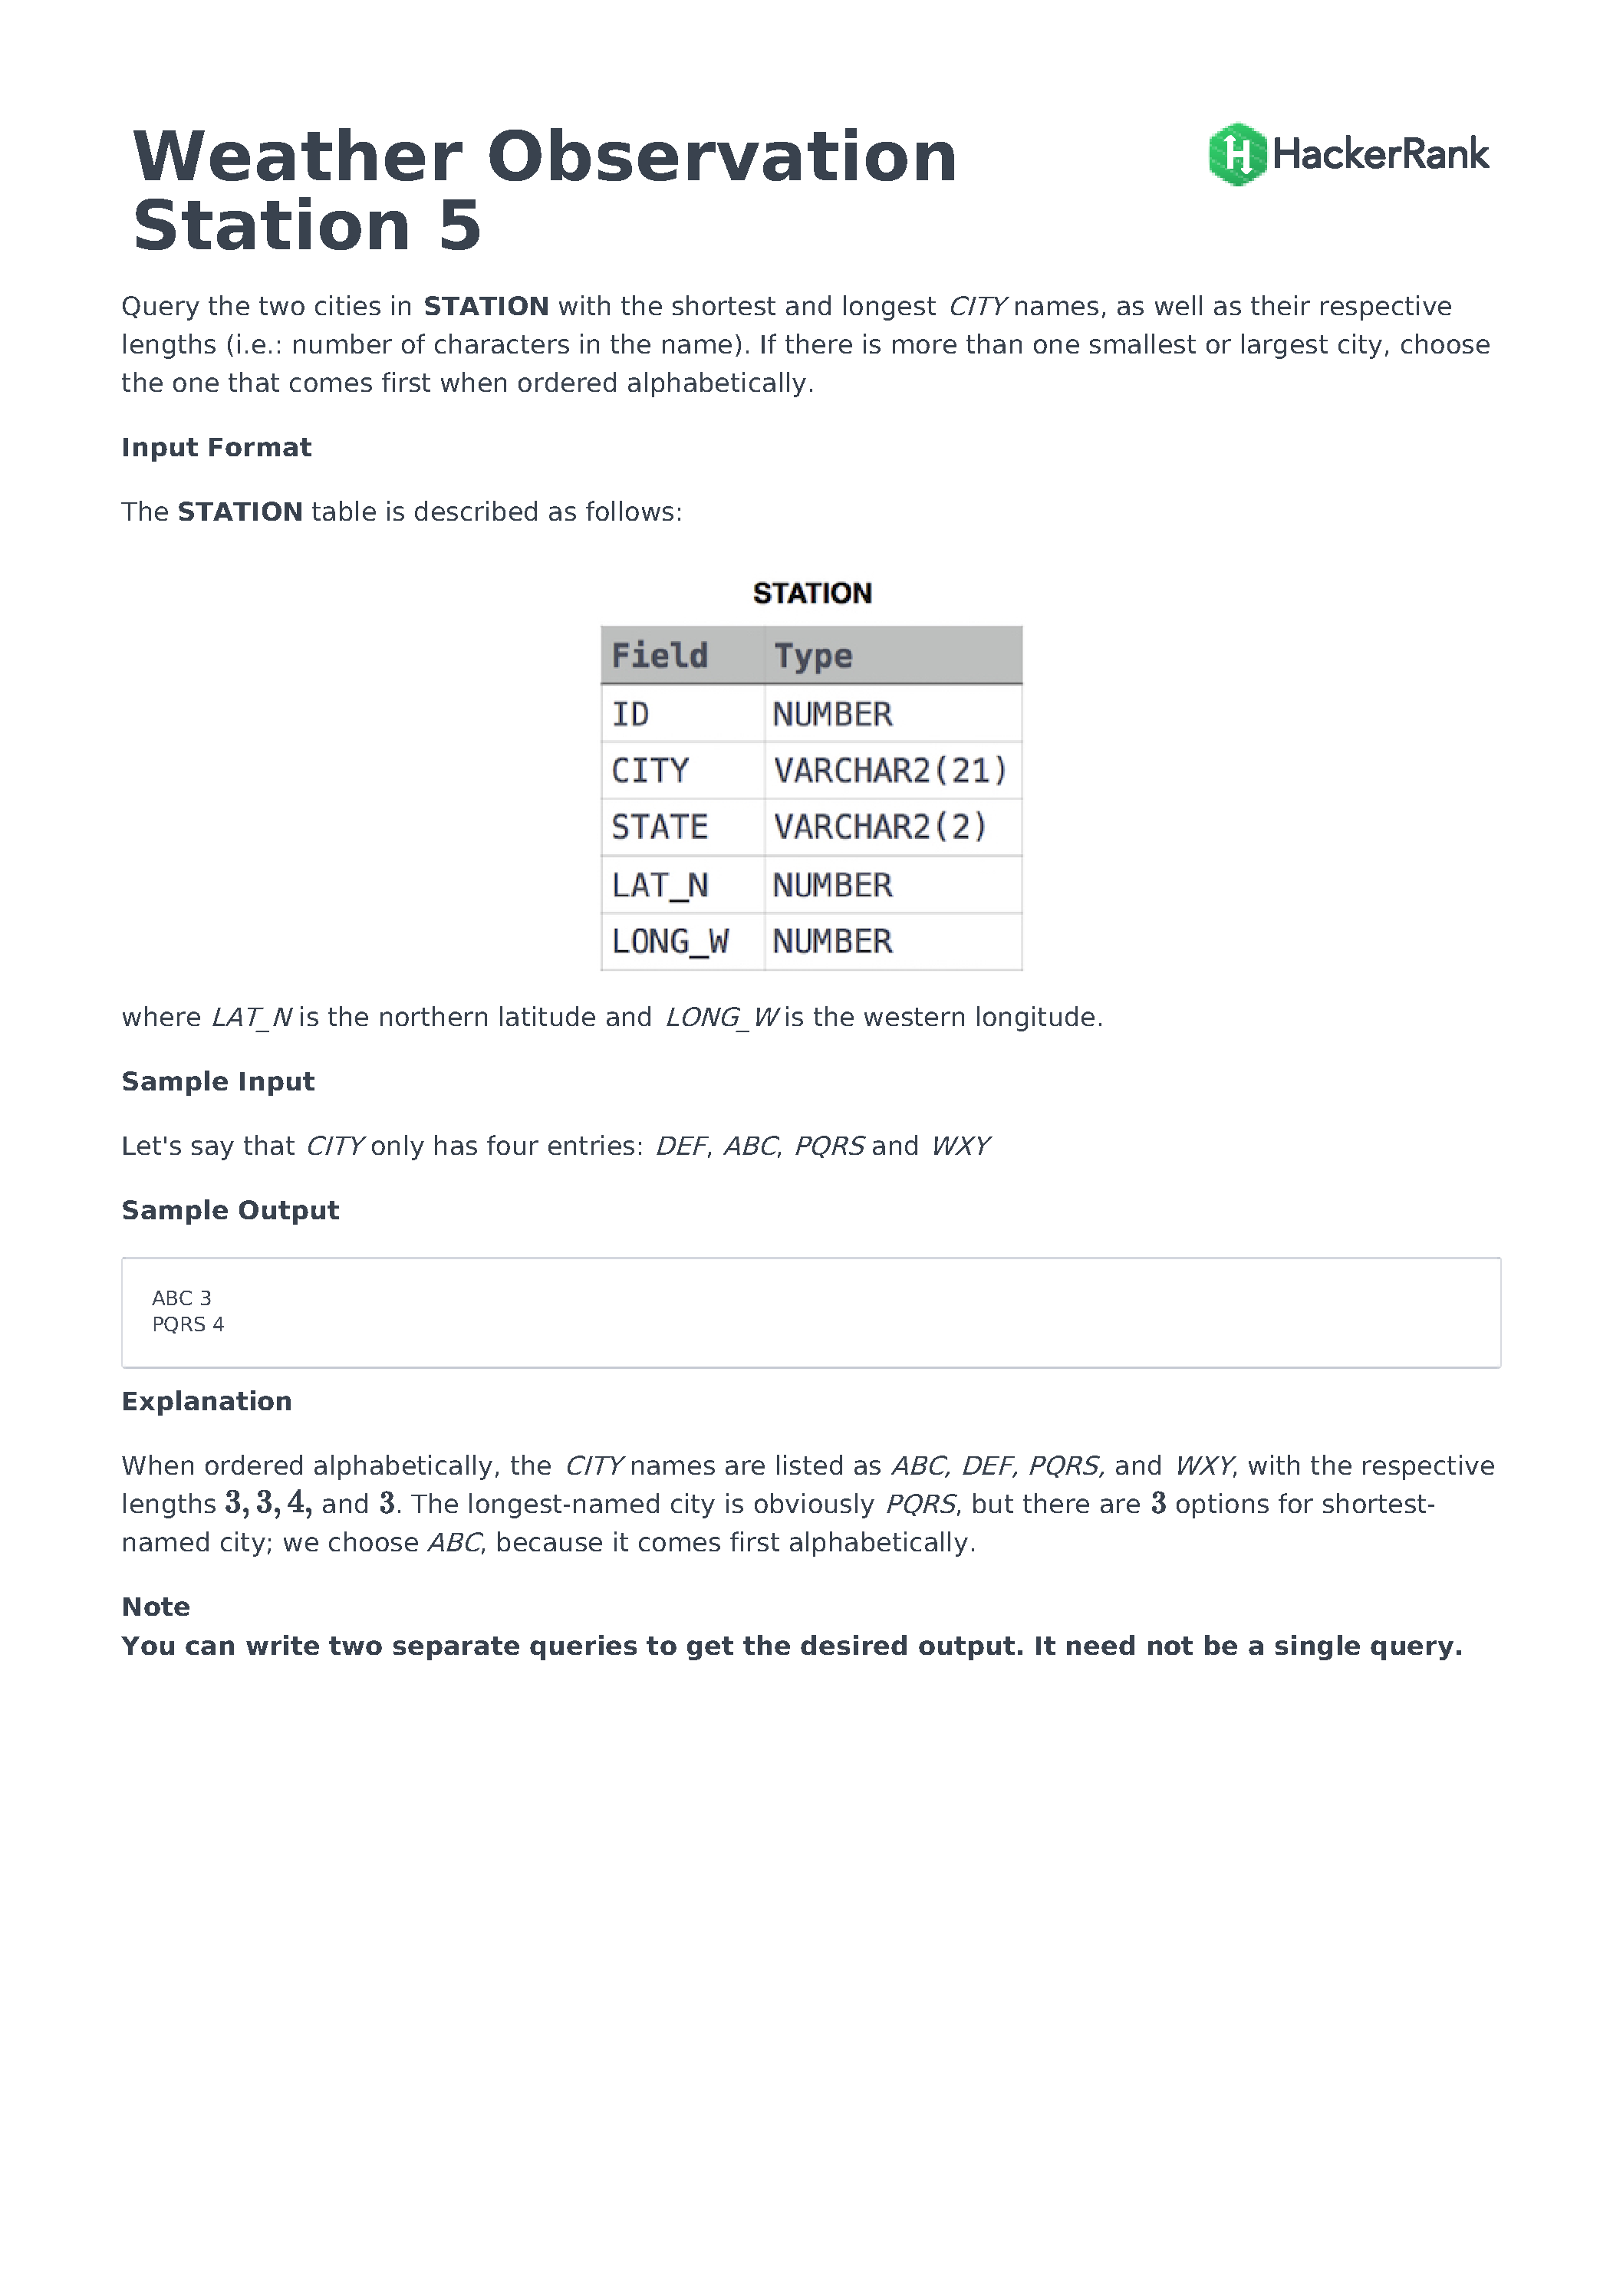 Weather Observation
Station 5
HackerRank
Query the two cities in STATION with the shortest and longest CITY names, as well as their respective
lengths (i.e.: number of characters in the name). If there is more than one smallest or largest city, choose
the one that comes first when ordered alphabetically.
Input Format
The STATION table is described as follows:
STATION
Field Type
ID NUMBER
CITY VARCHAR2(21)
STATE VARCHAR2(2)
LAT_N NUMBER
LONG_W NUMBER
where LAT_N is the northern latitude and LONG_W is the western longitude.
Sample Input
Let's say that CITY only has four entries: DEF, ABC, PQRS and WXY
Sample Output
ABC 3
PQRS 4
Explanation
When ordered alphabetically, the CITY names are listed as ABC, DEF, PQRS, and WXY, with the respective
lengths 3, 3, 4, and 3. The longest-named city is obviously PQRS, but there are 3 options for shortest-
named city; we choose ABC, because it comes first alphabetically.
Note
You can write two separate queries to get the desired output. It need not be a single query.